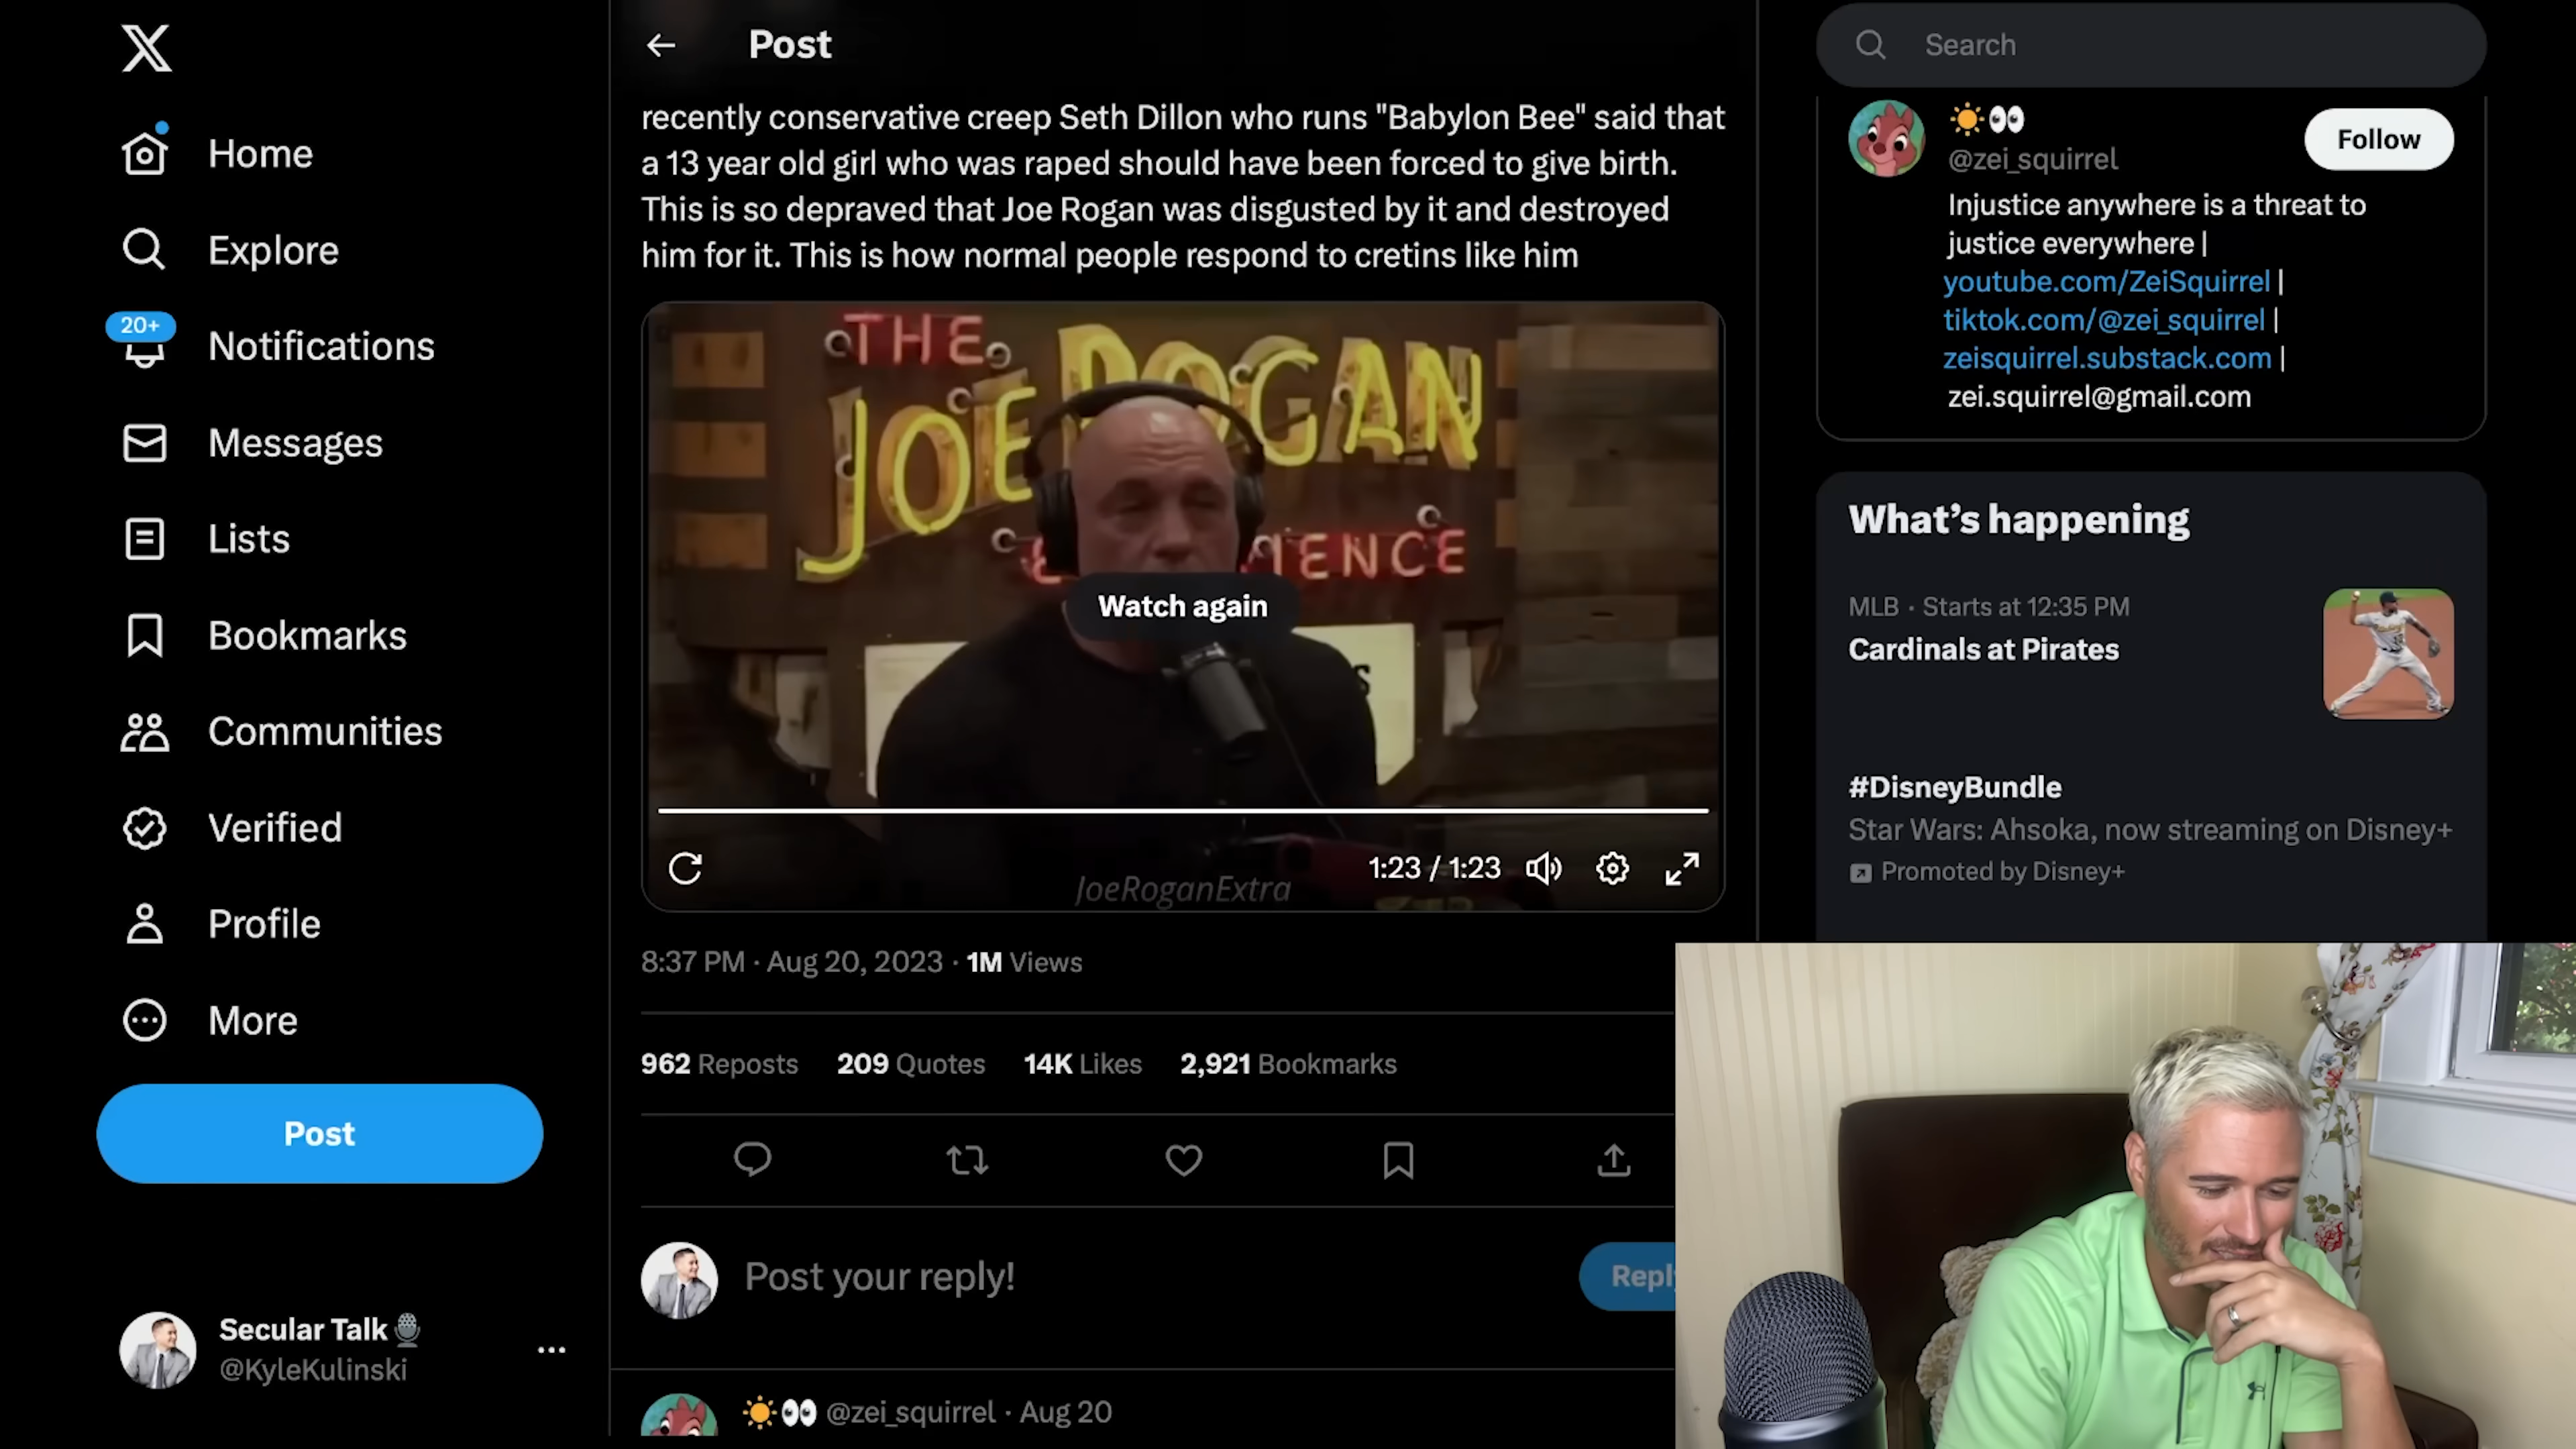 Home
Explore
20+
Notifications
Messages
Lists
Bookmarks
Communities
Verified
Profile
More
Post
Secular Talk
@KyleKulinski
Post
recently conservative creep Seth Dillon who runs "Babylon Bee" said that
a 13 year old girl who was raped should have been forced to give birth.
This is so depraved that Joe Rogan was disgusted by it and destroyed
him for it. This is how normal people respond to cretins like him
THE
JOE ROGAN
Watch again
1:23 / 1:23
JoeRoganExtra
8:37 PM · Aug 20, 2023 · 1M Views
962 Reposts 209 Quotes 14K Likes 2,921 Bookmarks
Post your reply!
@zei_squirrel · Aug 20
Search
@zei_squirrel
Follow
Injustice anywhere is a threat to
justice everywhere |
youtube.com/ZeiSquirrel |
tiktok.com/@zei_squirrel |
zeisquirrel.substack.com |
zei.squirrel@gmail.com
What's happening
MLB · Starts at 12:35 PM
Cardinals at Pirates
#DisneyBundle
Star Wars: Ahsoka, now streaming on Disney+
Promoted by Disney+